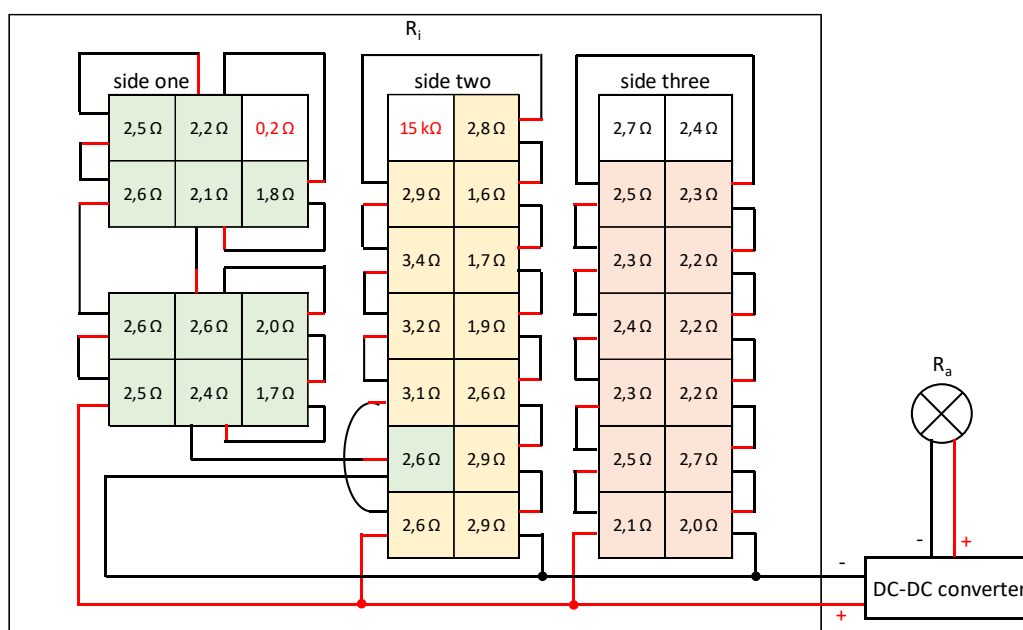 R_i
side one
2,5 Ω 2,2 Ω 0,2 Ω
2,6 Ω 2,1 Ω 1,8 Ω
2,6 Ω 2,6 Ω 2,0 Ω
2,5 Ω 2,4 Ω 1,7 Ω
side two
15 kΩ 2,8 Ω
2,9 Ω 1,6 Ω
3,4 Ω 1,7 Ω
3,2 Ω 1,9 Ω
3,1 Ω 2,6 Ω
2,6 Ω 2,9 Ω
2,6 Ω 2,9 Ω
side three
2,7 Ω 2,4 Ω
2,5 Ω 2,3 Ω
2,3 Ω 2,2 Ω
2,4 Ω 2,2 Ω
2,3 Ω 2,2 Ω
2,5 Ω 2,7 Ω
2,1 Ω 2,0 Ω
R_a
- +
-
DC-DC converter
+